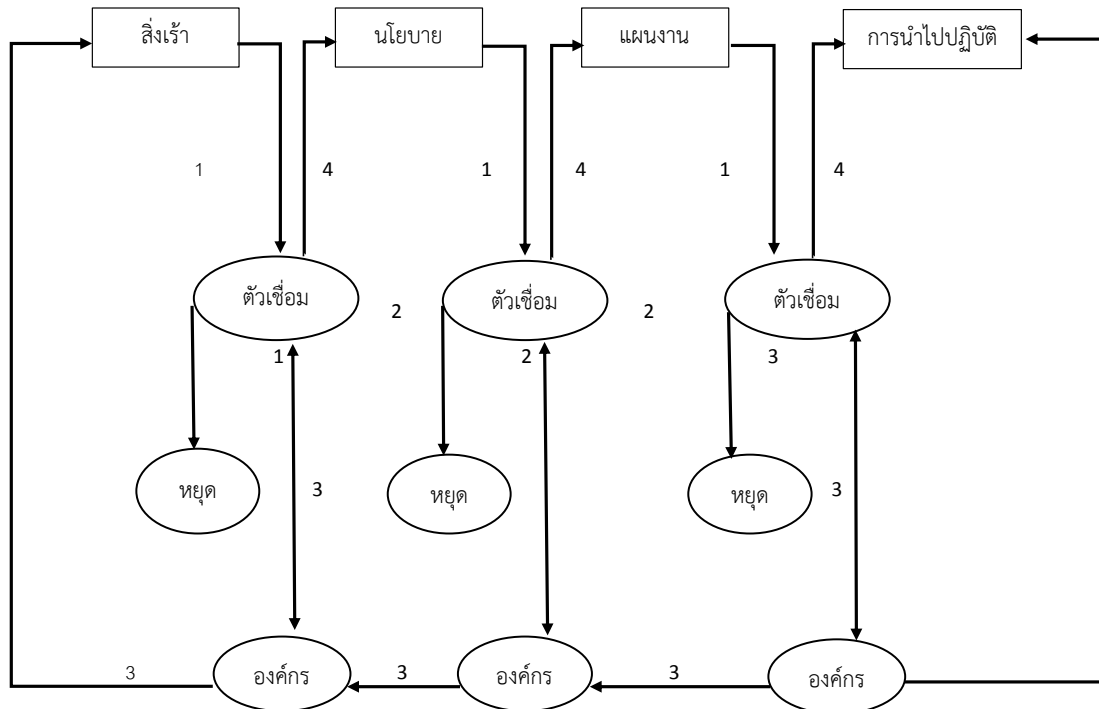 สิ่งเร้า นโยบาย แผนงาน การนำไปปฏิบัติ
1 4 1 4 1 4
ตัวเชื่อม ตัวเชื่อม ตัวเชื่อม
2 2
1 2 3
หยุด หยุด หยุด
3 3
องค์กร องค์กร องค์กร
3 3 3